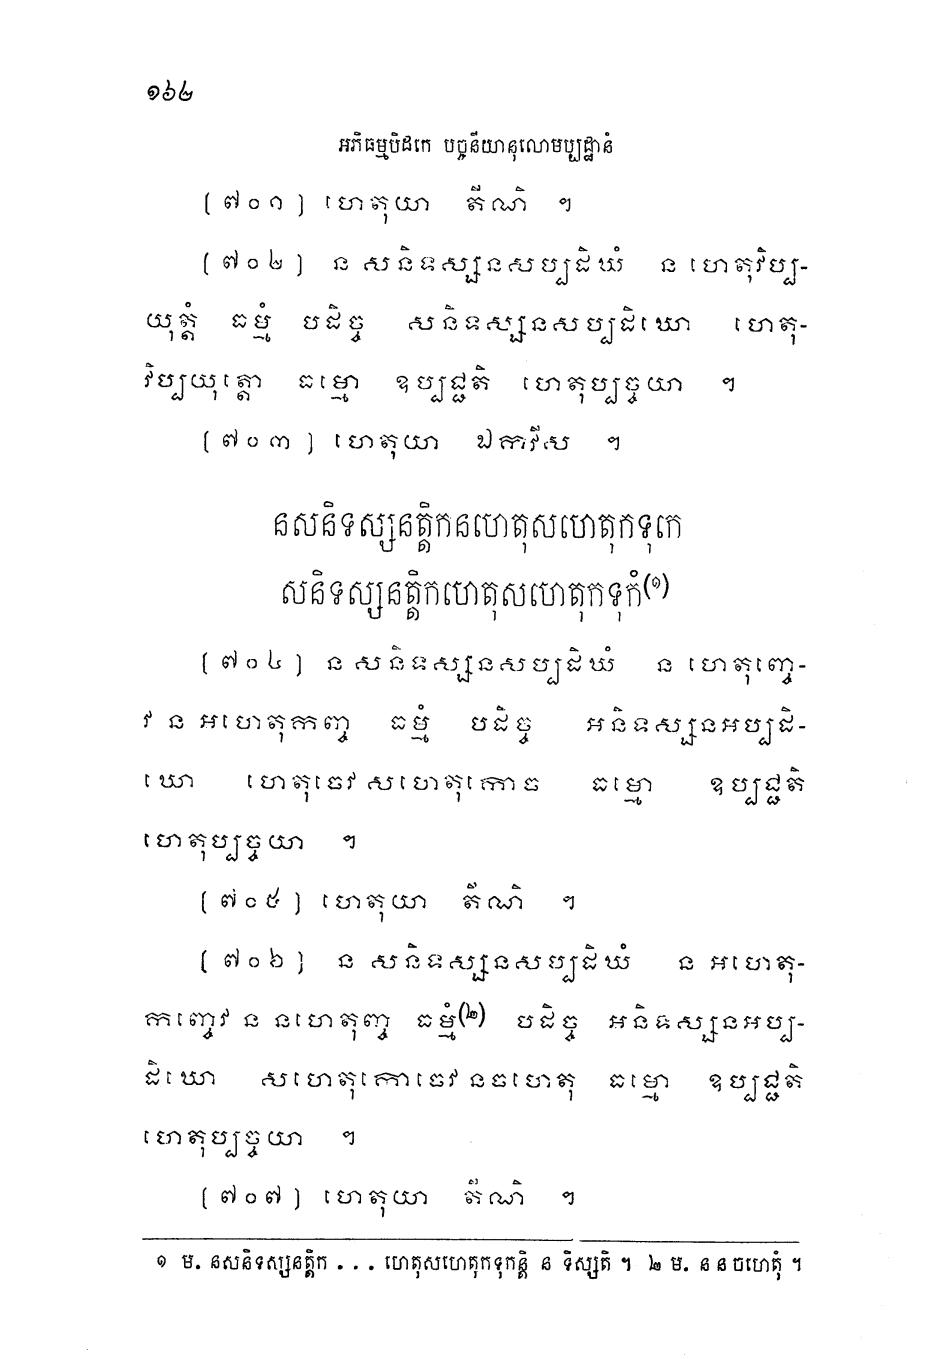 ១៦៤
អភិធម្មបិដកេ បច្ចនីយានុលោមប្បដ្ឋានំ
(៧០១) ហេតុយា តីណិ ។
(៧០២) ន សនិទស្សនសប្បដិឃំ ន ហេតុវិប្ប-
យុត្តំ ធម្មំ បដិច្ច សនិទស្សនសប្បដិឃោ ហេតុ-
វិប្បយុត្តោ ធម្មោ ឧប្បជ្ជតិ ហេតុប្បច្ចយា ។
(៧០៣) ហេតុយា ឯកវីស ។
នសនិទស្សនត្តិកនហេតុសហេតុកទុកេ
សនិទស្សនត្តិកហេតុសហេតុកទុកំ(១)
(៧០៤) ន សនិទស្សនសប្បដិឃំ ន ហេតុញ្ចេ-
វ ន អហេតុកញ្ច ធម្មំ បដិច្ច អនិទស្សនអប្បដិ-
ឃោ ហេតុចេវ សហេតុកោច ធម្មោ ឧប្បជ្ជតិ
ហេតុប្បច្ចយា ។
(៧០៥) ហេតុយា តីណិ ។
(៧០៦) ន សនិទស្សនសប្បដិឃំ ន អហេតុ-
កញ្ចេវ ន នហេតុញ្ច ធម្មំ(២) បដិច្ច អនិទស្សនអប្ប-
ដិឃោ សហេតុកោចេវ នចហេតុ ធម្មោ ឧប្បជ្ជតិ
ហេតុប្បច្ចយា ។
(៧០៧) ហេតុយា តីណិ ។
១ ម. នសនិទស្សនត្តិក . . . ហេតុសហេតុកទុកន្តិ ន ទិស្សតិ ។ ២ ម. ន ន ចហេតុំ ។